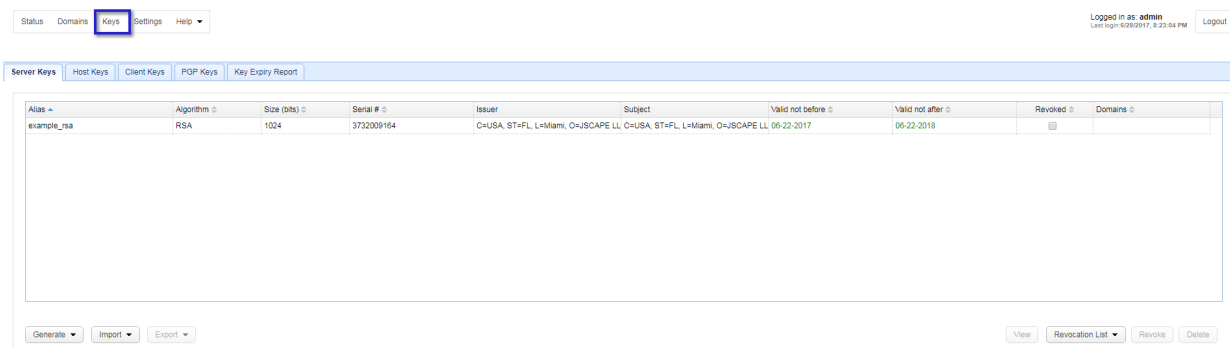 Status Domains Keys Settings Help
Logged in as: admin
Last login: 6/28/2017, 8:23:04 PM
Logout
Server Keys Host Keys Client Keys PGP Keys Key Expiry Report
Alias Algorithm Size (bits) Serial # Issuer Subject Valid not before Valid not after Revoked Domains
example_rsa RSA 1024 3732009164 C=USA, ST=FL, L=Miami, O=JSCAPE LL C=USA, ST=FL, L=Miami, O=JSCAPE LL 06-22-2017 06-22-2018
Generate Import Export View Revocation List Revoke Delete